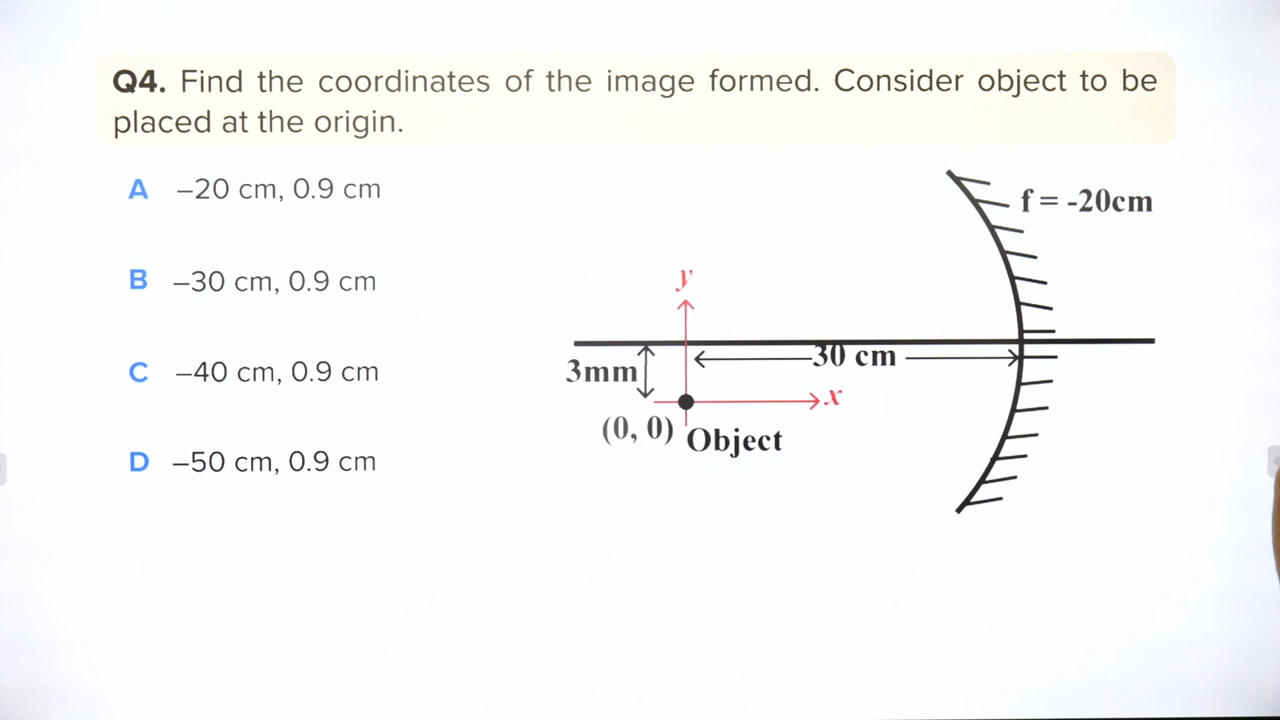 Q4. Find the coordinates of the image formed. Consider object to be
placed at the origin.
A –20 cm, 0.9 cm
B –30 cm, 0.9 cm
C –40 cm, 0.9 cm
D –50 cm, 0.9 cm
f = -20cm
y
30 cm
3mm
x
(0, 0)
Object